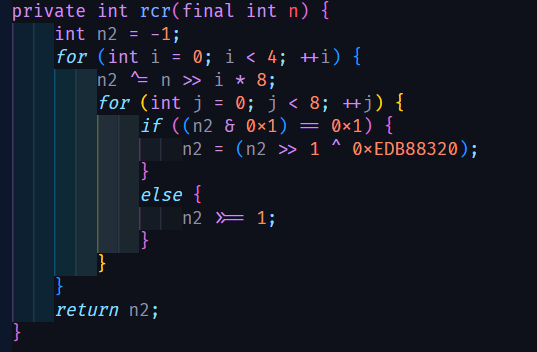 private int rcr(final int n) {
    int n2 = -1;
    for (int i = 0; i < 4; ++i) {
        n2 ^= n >> i * 8;
        for (int j = 0; j < 8; ++j) {
            if ((n2 & 0x1) == 0x1) {
                n2 = (n2 >> 1 ^ 0xEDB88320);
            }
            else {
                n2 >>= 1;
            }
        }
    }
    return n2;
}